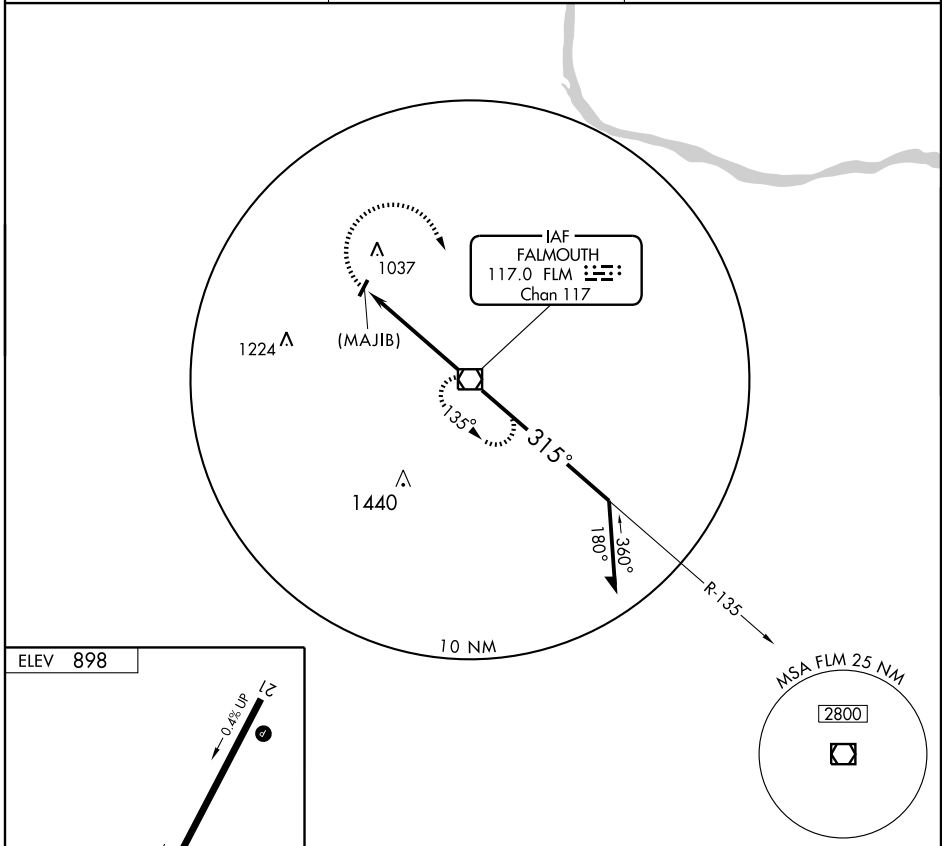 IAF
FALMOUTH
117.0 FLM
Chan 117
1037
(MAJIB)
1224
135°
315°
1440
180°
360°
R-135
10 NM
MSA FLM 25 NM
2800
ELEV 898
21
0.4% UP
P